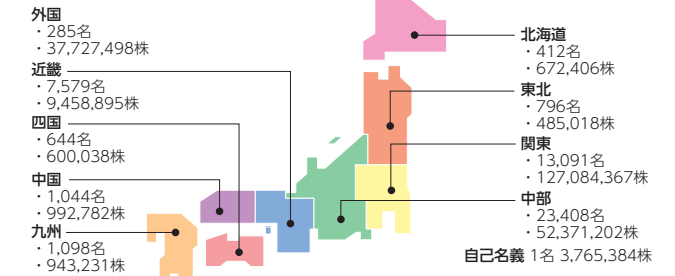 外国
・285名
・37,727,498株
近畿
・7,579名
・9,458,895株
四国
・644名
・600,038株
中国
・1,044名
・992,782株
九州
・1,098名
・943,231株
北海道
・412名
・672,406株
東北
・796名
・485,018株
関東
・13,091名
・127,084,367株
中部
・23,408名
・52,371,202株
自己名義 1名 3,765,384株